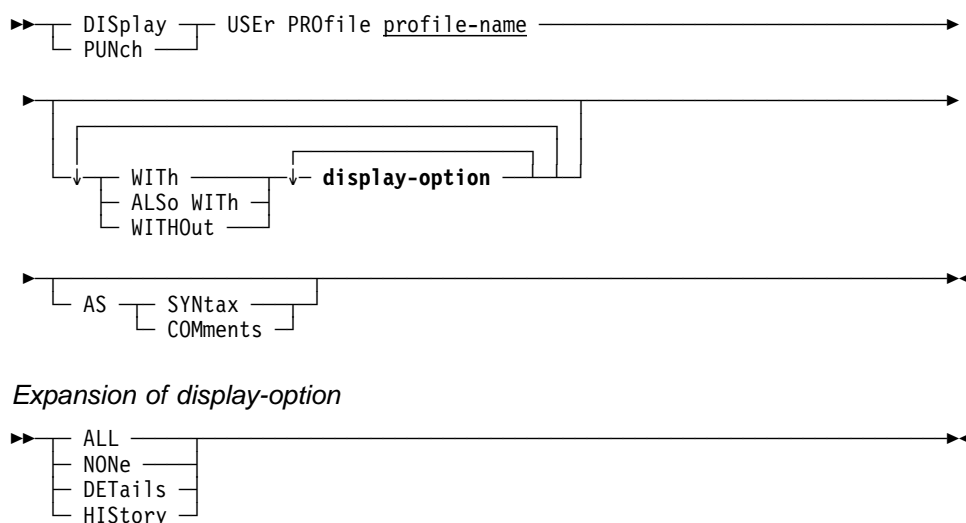 DISplay USEr PROfile profile-name
PUNch
WITh display-option
ALSo WITh
WITHOut
AS SYNtax
COMments
Expansion of display-option
ALL
NONe
DETails
HIStory